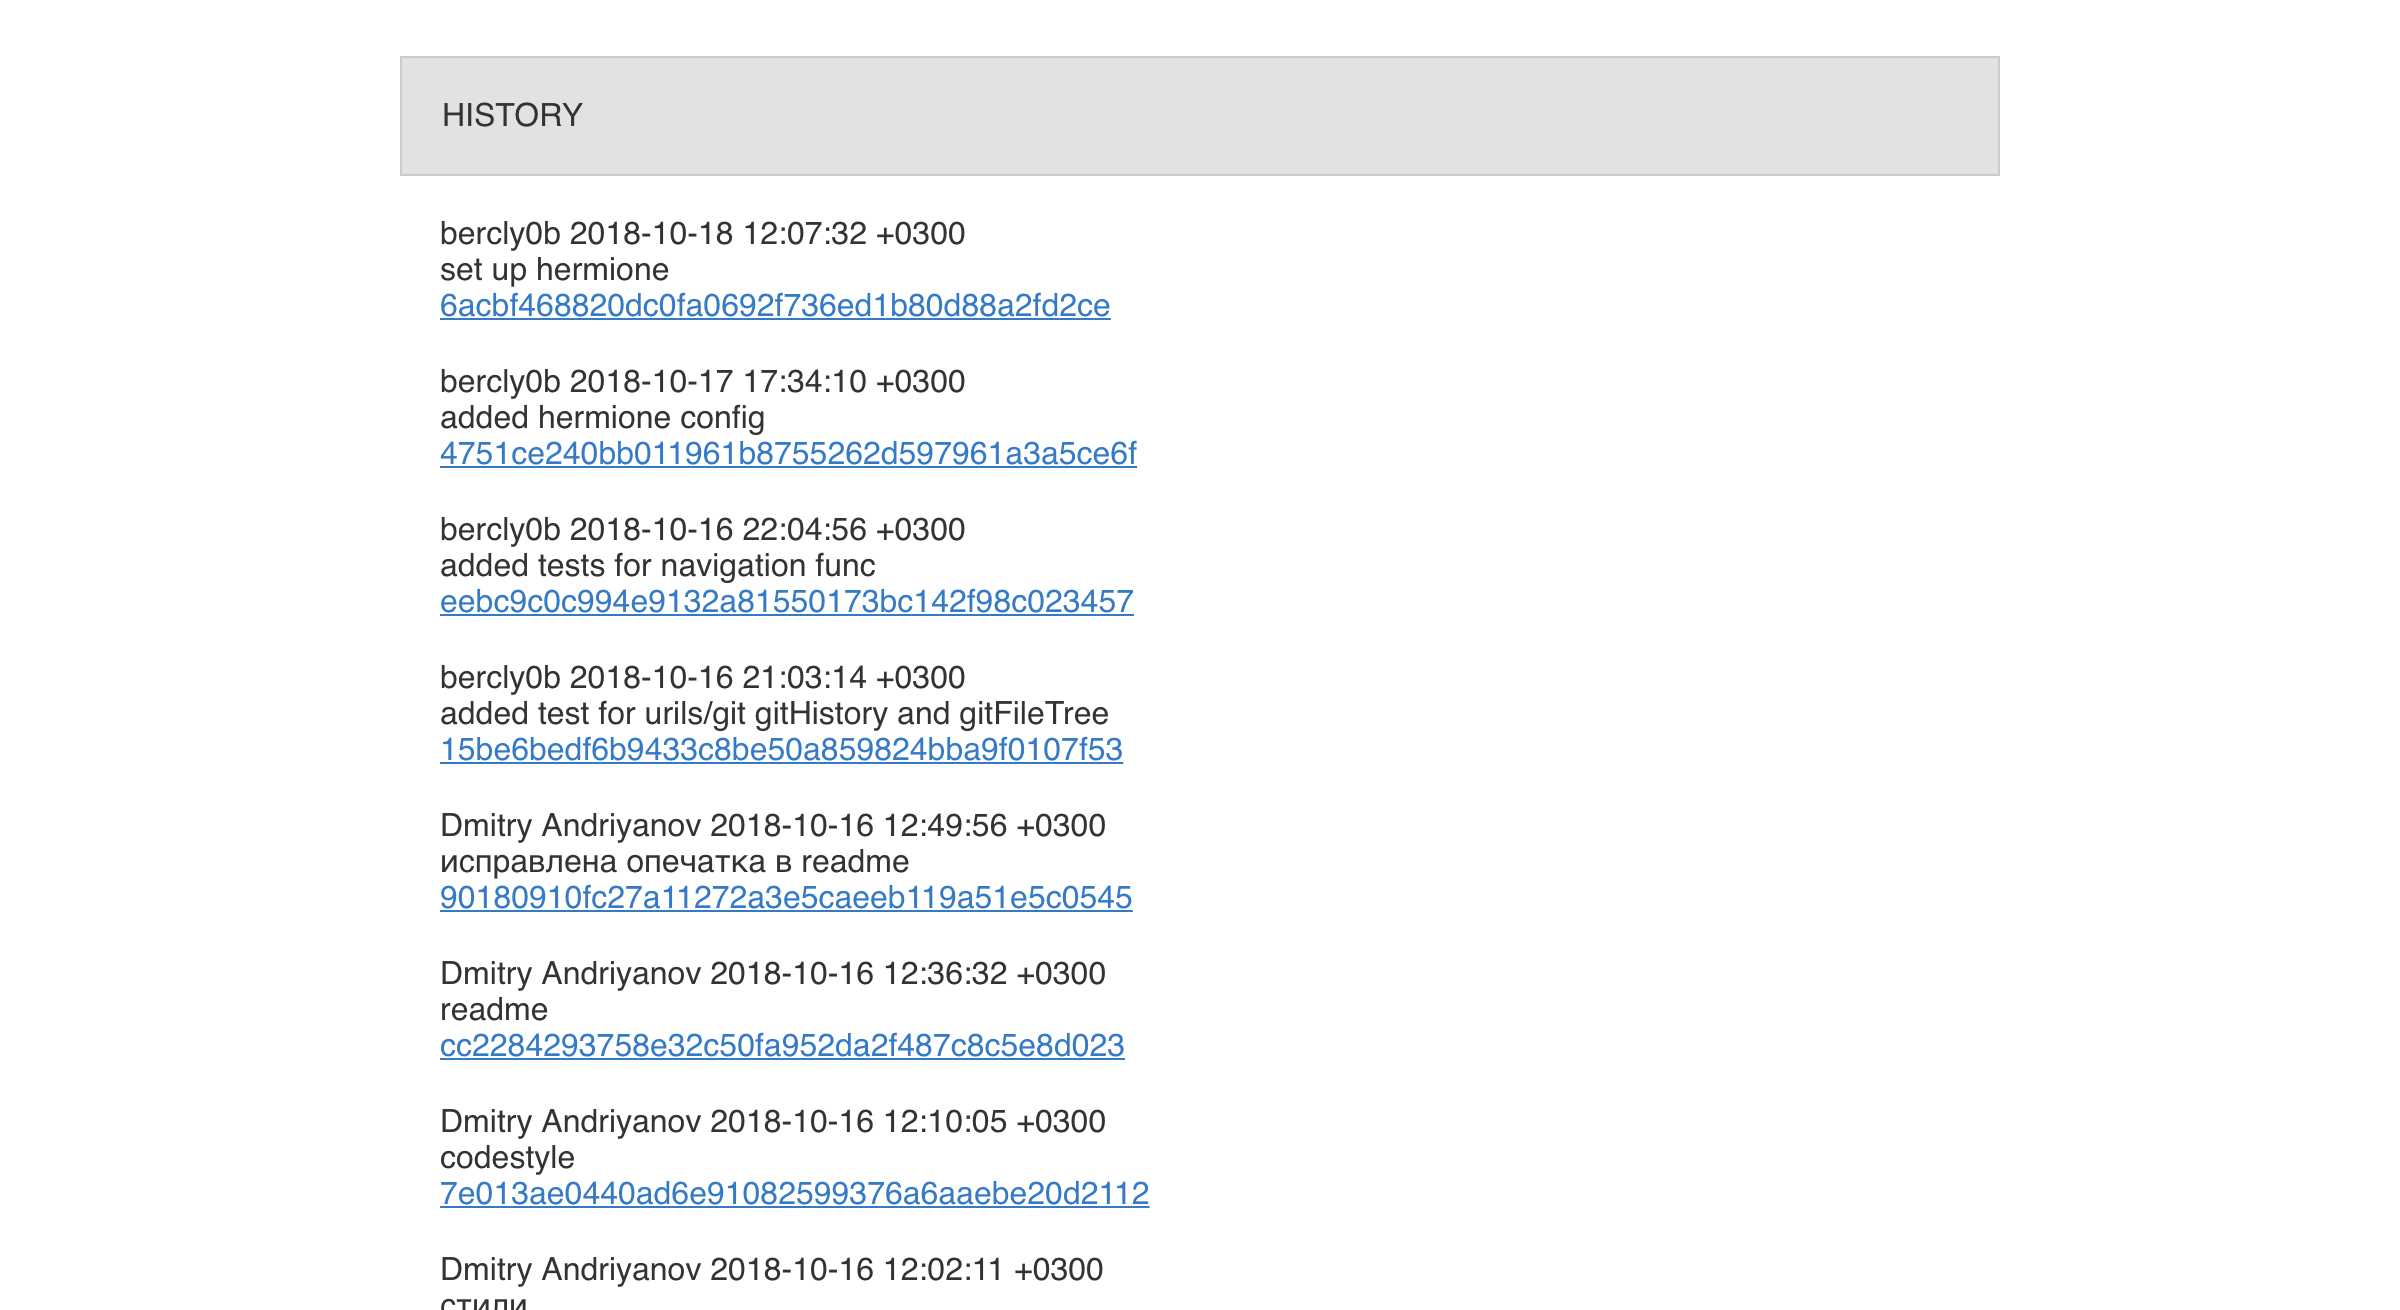 HISTORY
bercly0b 2018-10-18 12:07:32 +0300
set up hermione
6acbf468820dc0fa0692f736ed1b80d88a2fd2ce
bercly0b 2018-10-17 17:34:10 +0300
added hermione config
4751ce240bb011961b8755262d597961a3a5ce6f
bercly0b 2018-10-16 22:04:56 +0300
added tests for navigation func
eebc9c0c994e9132a81550173bc142f98c023457
bercly0b 2018-10-16 21:03:14 +0300
added test for urils/git gitHistory and gitFileTree
15be6bedf6b9433c8be50a859824bba9f0107f53
Dmitry Andriyanov 2018-10-16 12:49:56 +0300
исправлена опечатка в readme
90180910fc27a11272a3e5caeeb119a51e5c0545
Dmitry Andriyanov 2018-10-16 12:36:32 +0300
readme
cc2284293758e32c50fa952da2f487c8c5e8d023
Dmitry Andriyanov 2018-10-16 12:10:05 +0300
codestyle
7e013ae0440ad6e91082599376a6aaebe20d2112
Dmitry Andriyanov 2018-10-16 12:02:11 +0300
стили